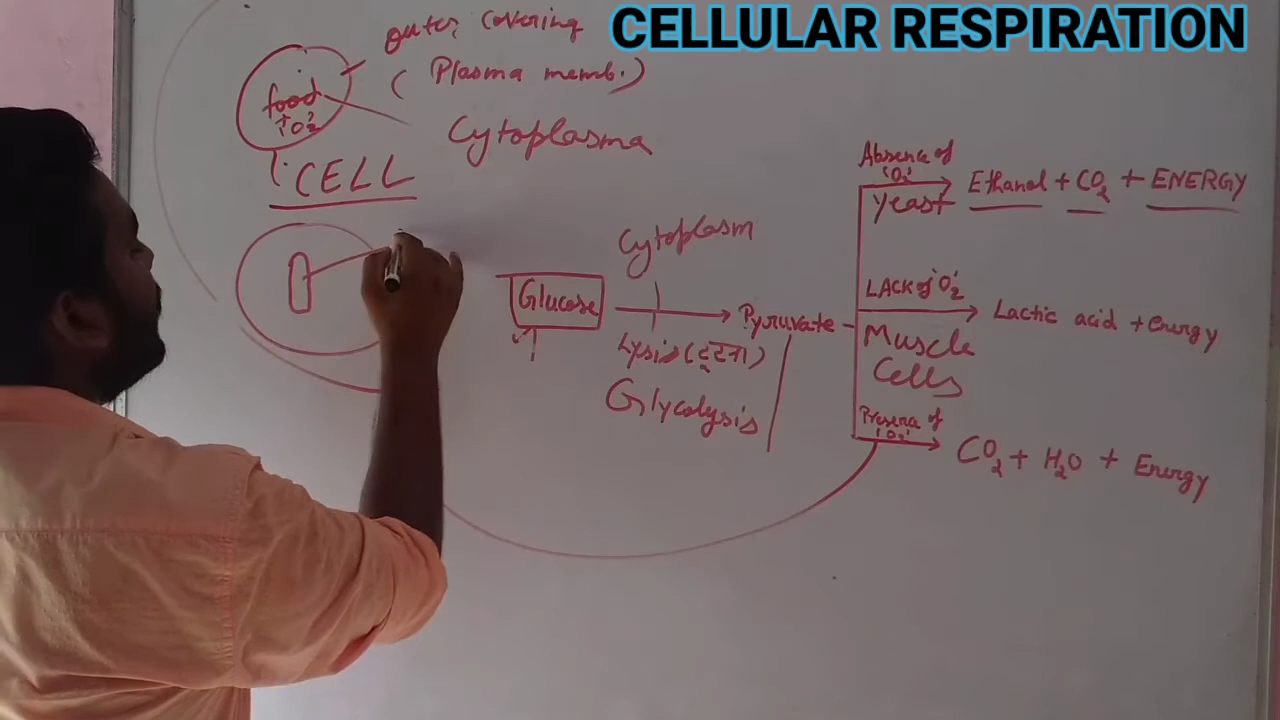 CELLULAR RESPIRATION
outer covering
(Plasma memb.)
food
+
'O2'
Cytoplasma
CELL
Absence of
'O2'
Yeast
Ethanol + CO2 + ENERGY
Cytoplasm
Glucose
Pyruvate
Lysis (टूटना)
Glycolysis
LACK of 'O2'
Lactic acid + Energy
Muscle
Cells
Presence of
'O2'
CO2 + H2O + Energy